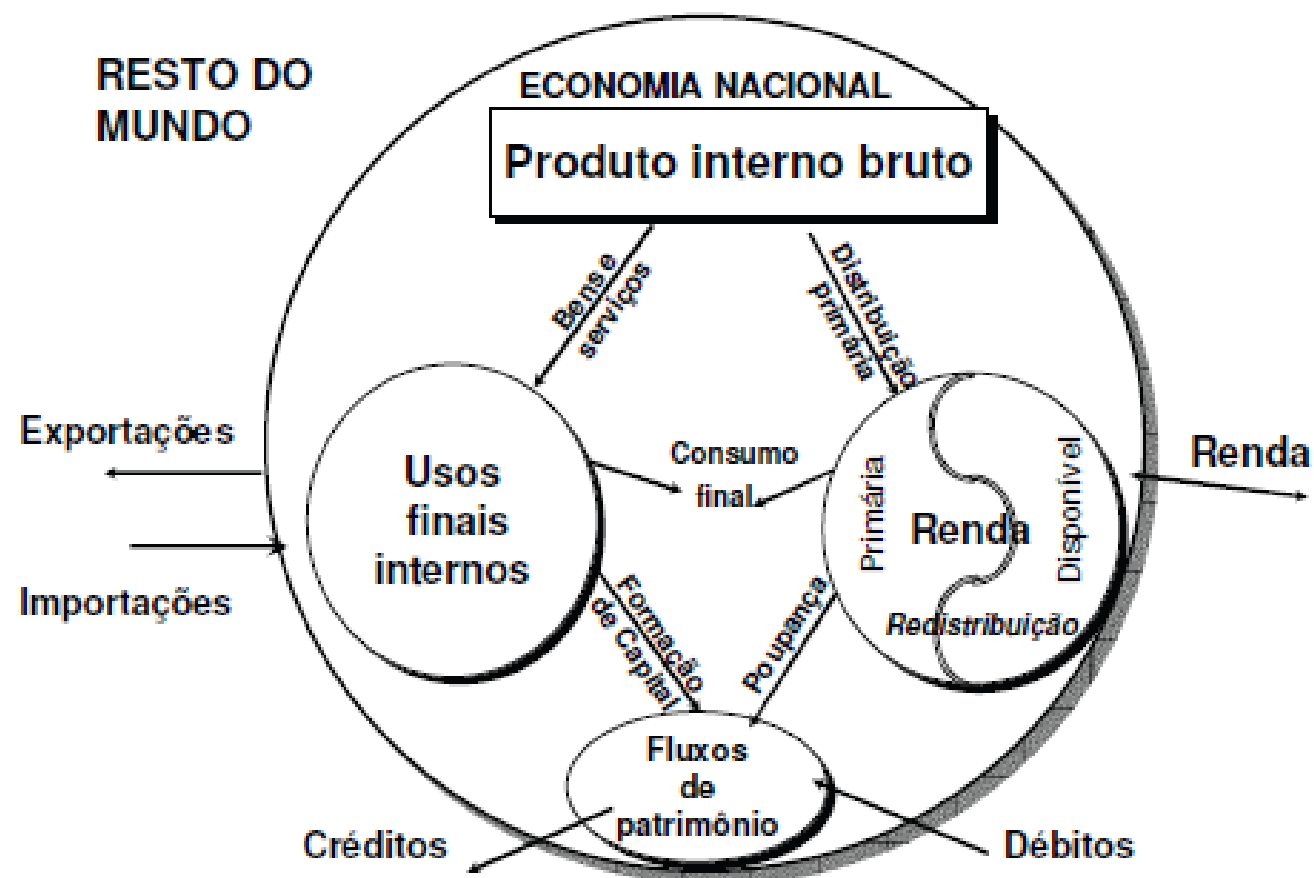 RESTO DO
MUNDO
ECONOMIA NACIONAL
Produto interno bruto
Bens e
serviços
Distribuição
primária
Exportações
Importações
Usos
finais
internos
Consumo
final
Primária
Renda
Disponível
Redistribuição
Renda
Formação
de Capital
Poupança
Fluxos
de
patrimônio
Créditos
Débitos